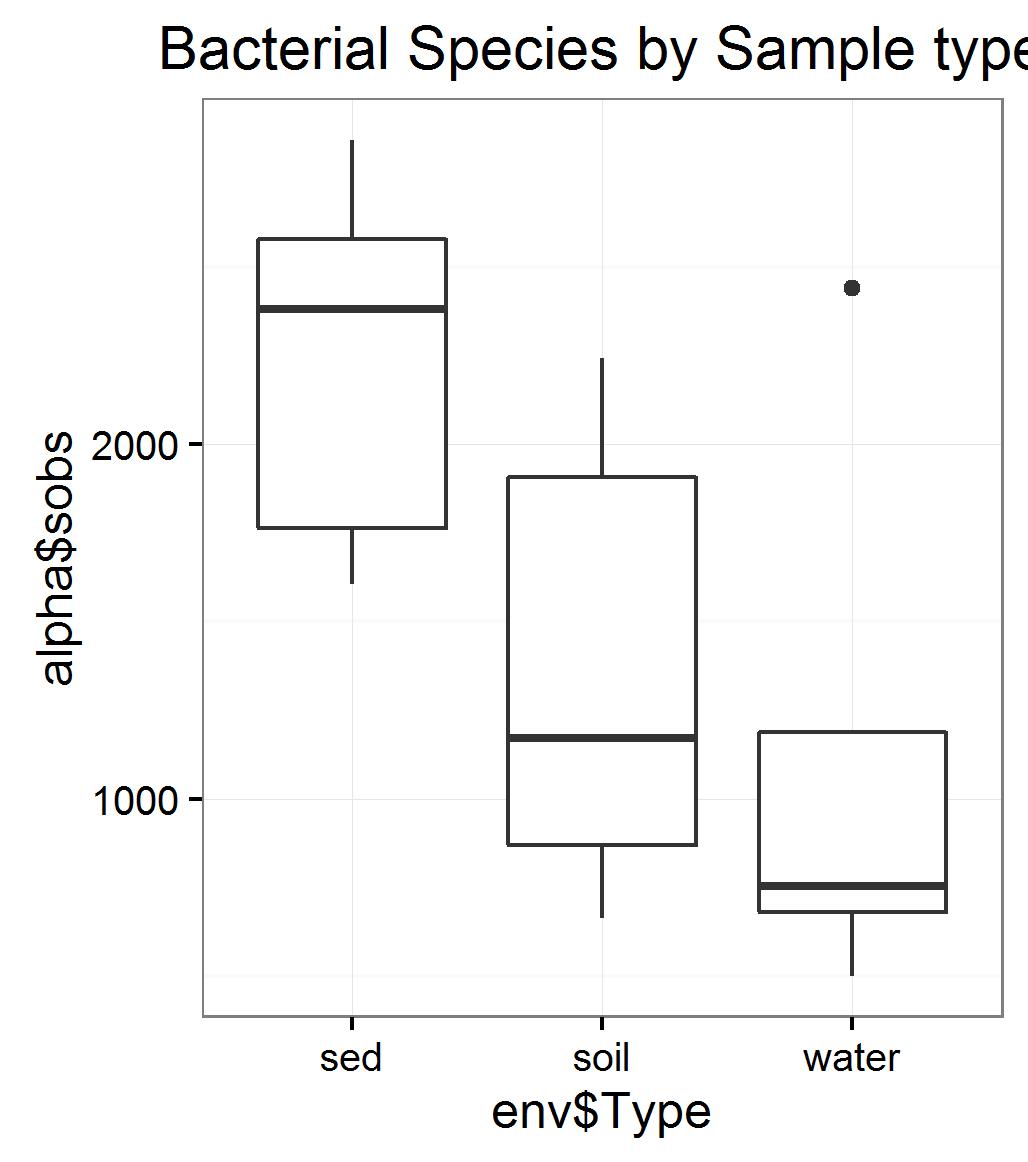 Bacterial Species by Sample type
alpha$sobs
2000
1000
sed
soil
water
env$Type